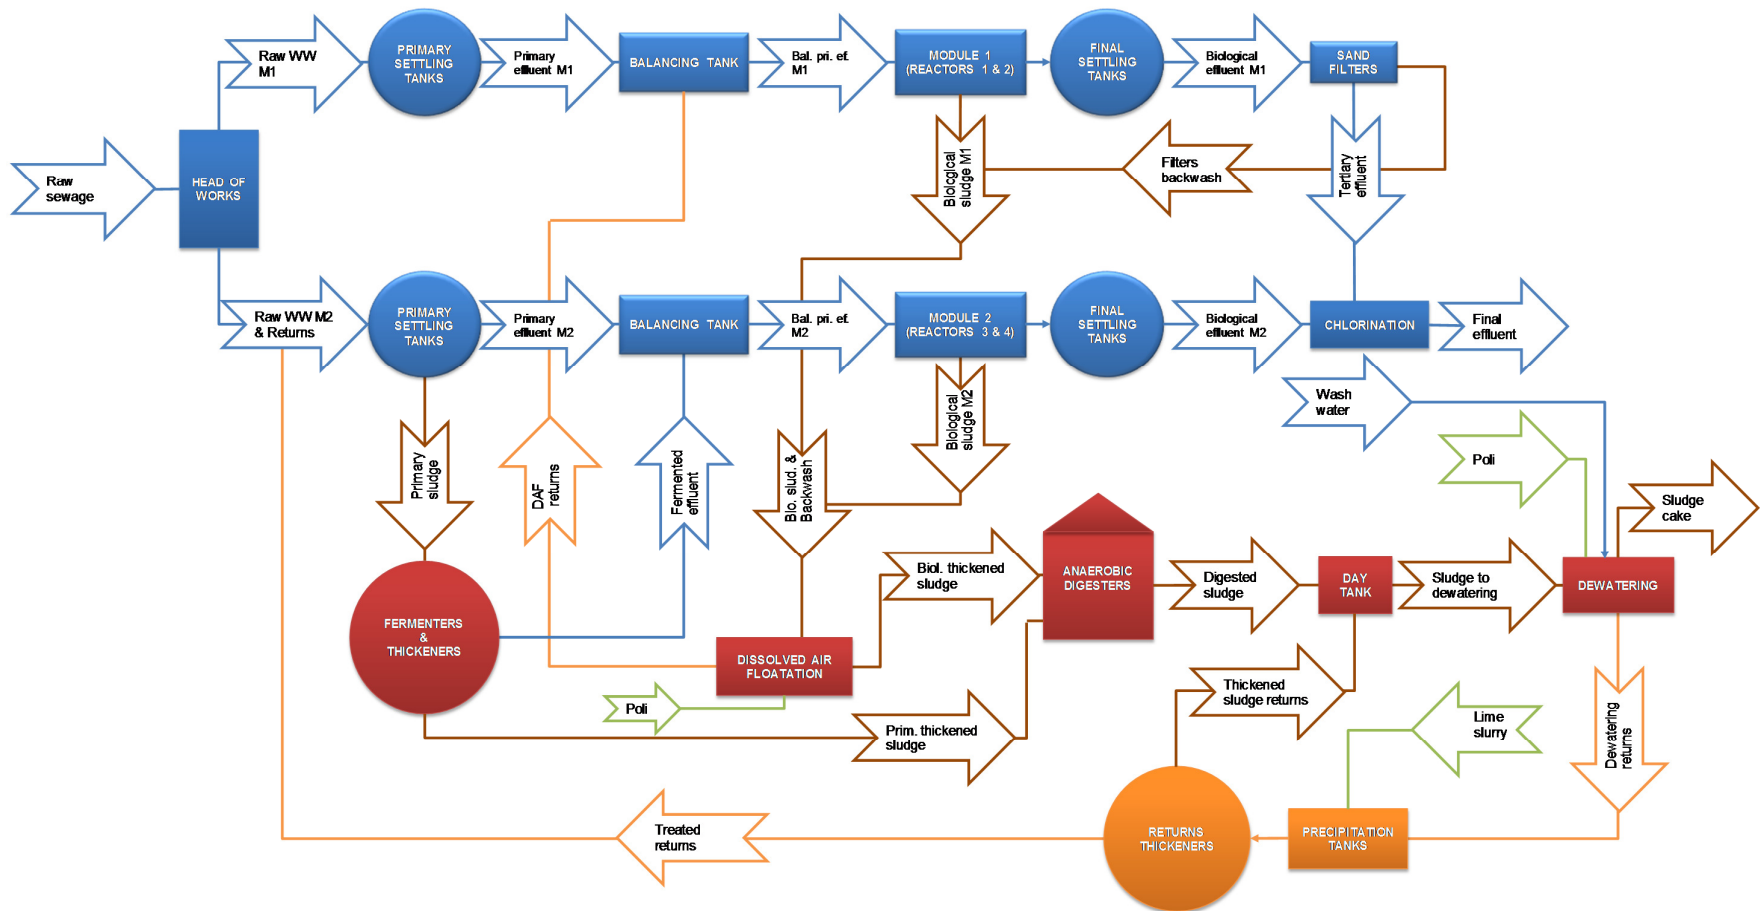 Raw WW
M1
PRIMARY
SETTLING
TANKS
Primary
effluent M1
BALANCING TANK
Bal. pri. ef.
M1
MODULE 1
(REACTORS 1 & 2)
FINAL
SETTLING
TANKS
Biological
effluent M1
SAND
FILTERS
Raw
sewage
HEAD OF
WORKS
Biological
sludge M1
Filters
backwash
Tertiary
effluent
Raw WW M2
& Returns
PRIMARY
SETTLING
TANKS
Primary
effluent M2
BALANCING TANK
Bal. pri. ef.
M2
MODULE 2
(REACTORS 3 & 4)
FINAL
SETTLING
TANKS
Biological
effluent M2
CHLORINATION
Final
effluent
Wash
water
Primary
sludge
DAF
returns
Fermented
effluent
Bio. slud. &
Backwash
Biological
sludge M2
Poli
Sludge
cake
FERMENTERS
&
THICKENERS
DISSOLVED AIR
FLOATATION
Biol. thickened
sludge
ANAEROBIC
DIGESTERS
Digested
sludge
DAY
TANK
Sludge to
dewatering
DEWATERING
Poli
Prim. thickened
sludge
Thickened
sludge returns
Lime
slurry
Dewatering
returns
Treated
returns
RETURNS
THICKENERS
PRECIPITATION
TANKS